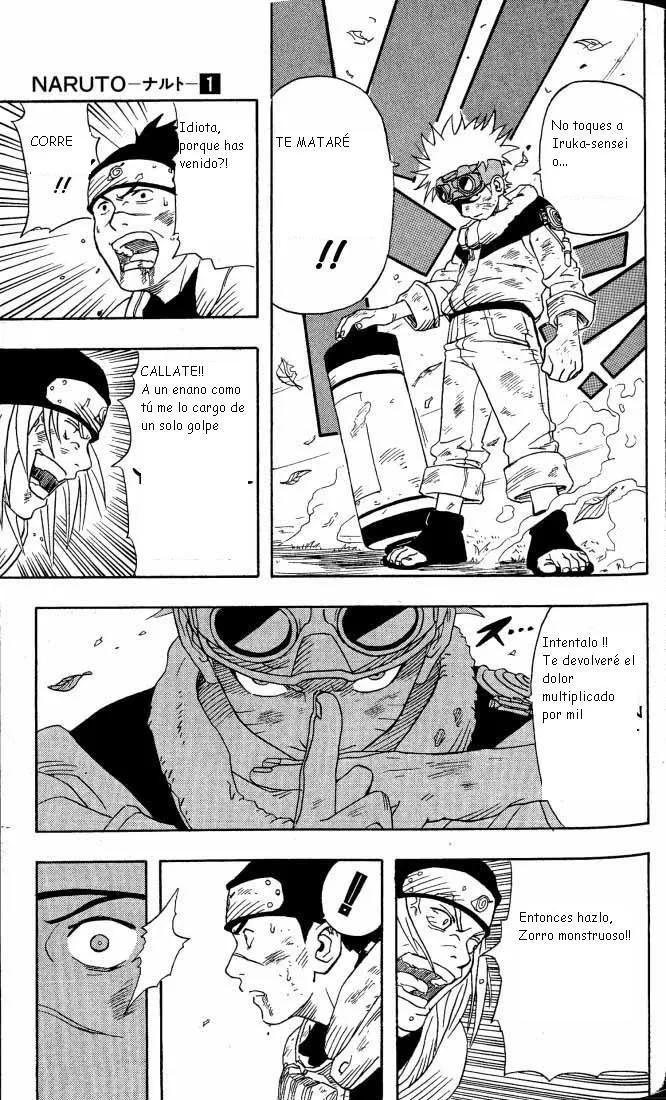 NARUTO—ナルト—1
No toques a
Iruka-sensei
o...
TE MATARÉ
!!
Idiota,
porque has
venido?!
CORRE
!!
CALLATE!!
A un enano como
tú me lo cargo de
un solo golpe
Intentalo !!
Te devolveré el
dolor
multiplicado
por mil
ス…
Entonces hazlo,
Zorro monstruoso!!
!